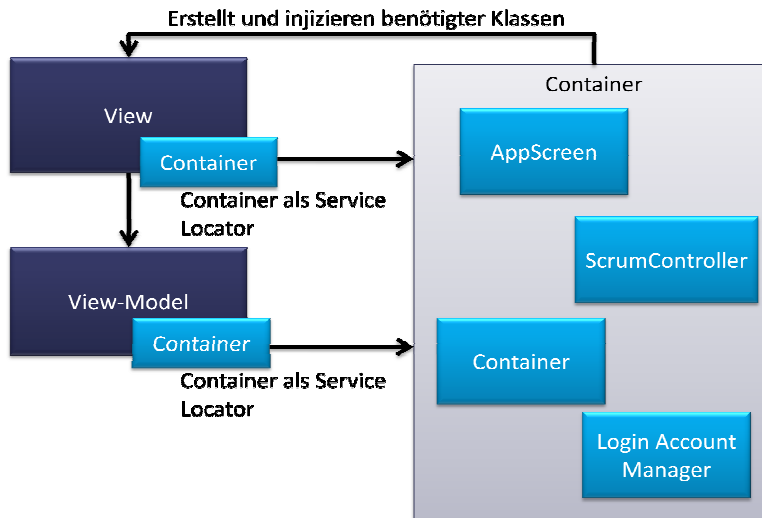 Erstellt und injizieren benötigter Klassen
Container
View
AppScreen
Container
Container als Service
Locator
ScrumController
View-Model
Container
Container
Container als Service
Locator
Login Account
Manager